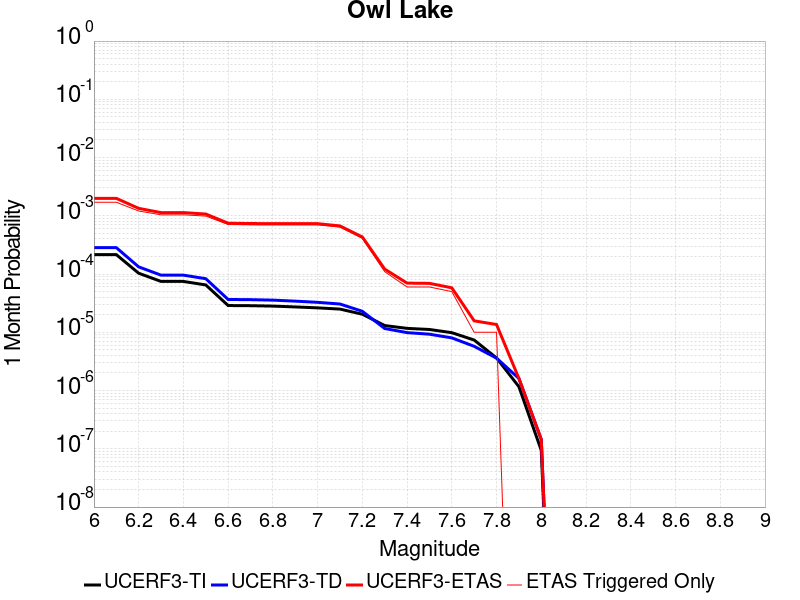 Owl Lake
1 Month Probability
10^0
10^-1
10^-2
10^-3
10^-4
10^-5
10^-6
10^-7
10^-8
6 6.2 6.4 6.6 6.8 7 7.2 7.4 7.6 7.8 8 8.2 8.4 8.6 8.8 9
Magnitude
UCERF3-TI UCERF3-TD UCERF3-ETAS ETAS Triggered Only